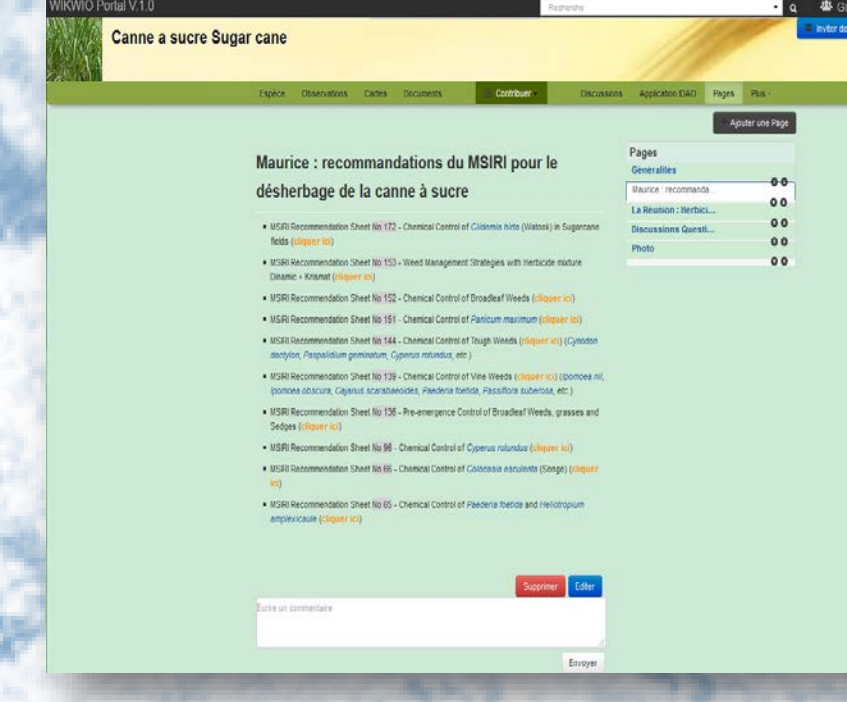 WIKWIO Portal V.1.0
Recherche
Canne a sucre Sugar cane
Inviter de
Espèce Observations Cartes Documents Contribuer Discussions Application IDAO Pages Plus
Ajouter une Page
Maurice : recommandations du MSIRI pour le
désherbage de la canne à sucre
MSIRI Recommendation Sheet No 172 - Chemical Control of Clidemia hirta (Watook) in Sugarcane
fields (cliquer ici)
MSIRI Recommendation Sheet No 153 - Weed Management Strategies with Herbicide mixture
Dinamic + Krismat (cliquer ici)
MSIRI Recommendation Sheet No 152 - Chemical Control of Broadleaf Weeds (cliquer ici)
MSIRI Recommendation Sheet No 151 - Chemical Control of Panicum maximum (cliquer ici)
MSIRI Recommendation Sheet No 144 - Chemical Control of Tough Weeds (cliquer ici) (Cynodon
dactylon, Paspalidium geminatum, Cyperus rotundus, etc.)
MSIRI Recommendation Sheet No 139 - Chemical Control of Vine Weeds (cliquer ici) (Ipomoea nil,
Ipomoea obscura, Cajanus scarabaeoides, Paederia foetida, Passiflora suberosa, etc.)
MSIRI Recommendation Sheet No 136 - Pre-emergence Control of Broadleaf Weeds, grasses and
Sedges (cliquer ici)
MSIRI Recommendation Sheet No 96 - Chemical Control of Cyperus rotundus (cliquer ici)
MSIRI Recommendation Sheet No 66 - Chemical Control of Colocasia esculenta (Songe) (cliquer
ici)
MSIRI Recommendation Sheet No 65 - Chemical Control of Paederia foetida and Heliotropium
amplexicaule (cliquer ici)
Pages
Generalites
Maurice : recommanda...
La Réunion : Herbici...
Discussions Questi...
Photo
Supprimer Editer
Ecrire un commentaire
Envoyer